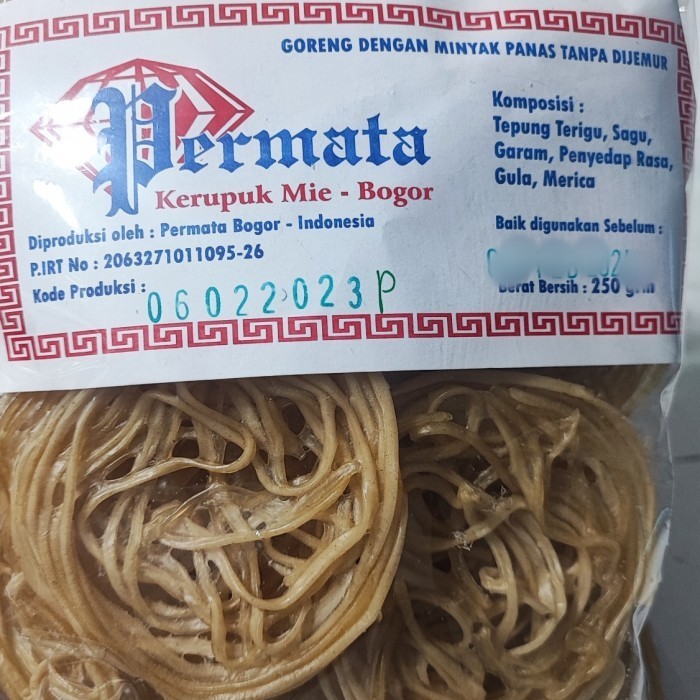 GORENG DENGAN MINYAK PANAS TANPA DIJEMUR
Permata
Kerupuk Mie - Bogor
Komposisi :
Tepung Terigu, Sagu,
Garam, Penyedap Rasa,
Gula, Merica
Diproduksi oleh : Permata Bogor - Indonesia
P.IRT No : 2063271011095-26
Kode Produksi : 06022023P
Baik digunakan Sebelum :
Berat Bersih : 250